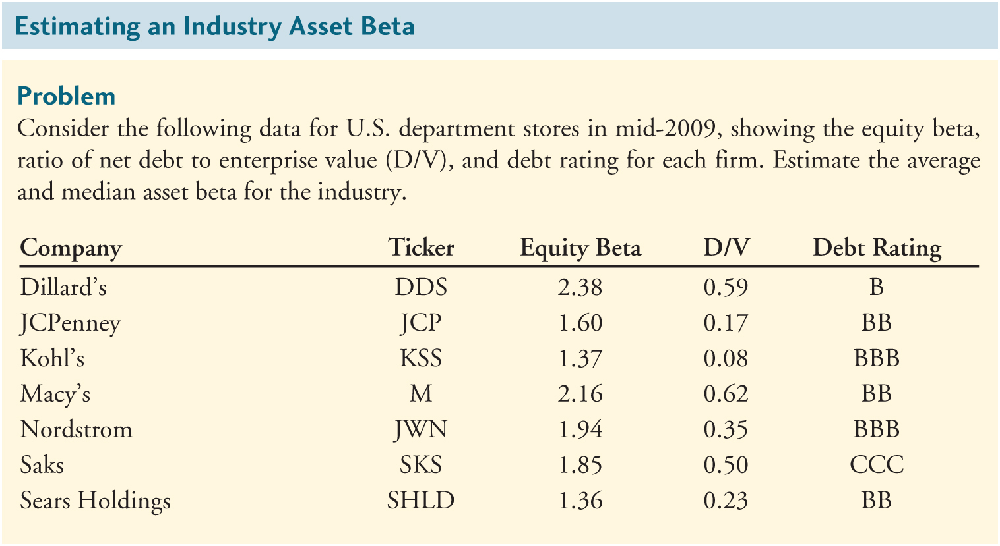 Estimating an Industry Asset Beta
Problem
Consider the following data for U.S. department stores in mid-2009, showing the equity beta,
ratio of net debt to enterprise value (D/V), and debt rating for each firm. Estimate the average
and median asset beta for the industry.
Company Ticker Equity Beta D/V Debt Rating
Dillard’s DDS 2.38 0.59 B
JCPenney JCP 1.60 0.17 BB
Kohl’s KSS 1.37 0.08 BBB
Macy’s M 2.16 0.62 BB
Nordstrom JWN 1.94 0.35 BBB
Saks SKS 1.85 0.50 CCC
Sears Holdings SHLD 1.36 0.23 BB